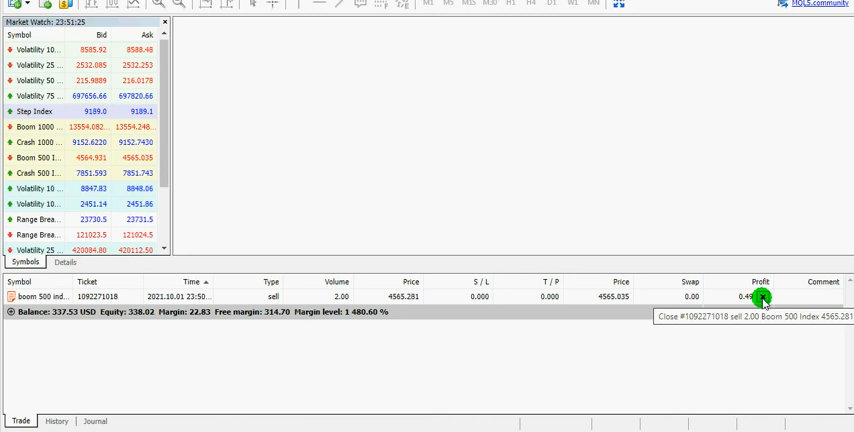 M1 M5 M15 M30 H1 H4 D1 W1 MN MQL5.community
Market Watch: 23:51:25
Symbol Bid Ask
Volatility 10... 8585.92 8588.48
Volatility 25 ... 2532.085 2532.253
Volatility 50 ... 215.9889 216.0178
Volatility 75 ... 697656.66 697820.66
Step Index 9189.0 9189.1
Boom 1000 ... 13554.082... 13554.248...
Crash 1000 ... 9152.6220 9152.7430
Boom 500 I... 4564.931 4565.035
Crash 500 I... 7851.593 7851.743
Volatility 10 ... 8847.83 8848.06
Volatility 10... 2451.14 2451.86
Range Brea... 23730.5 23731.5
Range Brea... 121023.5 121024.5
Volatility 25 ... 420084.80 420112.50
Symbols Details
Symbol Ticket Time Type Volume Price S / L T / P Price Swap Profit Comment
boom 500 ind... 1092271018 2021.10.01 23:50... sell 2.00 4565.281 0.000 0.000 4565.035 0.00 0.49
Balance: 337.53 USD Equity: 338.02 Margin: 22.83 Free margin: 314.70 Margin level: 1 480.60 %
Close #1092271018 sell 2.00 Boom 500 Index 4565.281
Trade History Journal